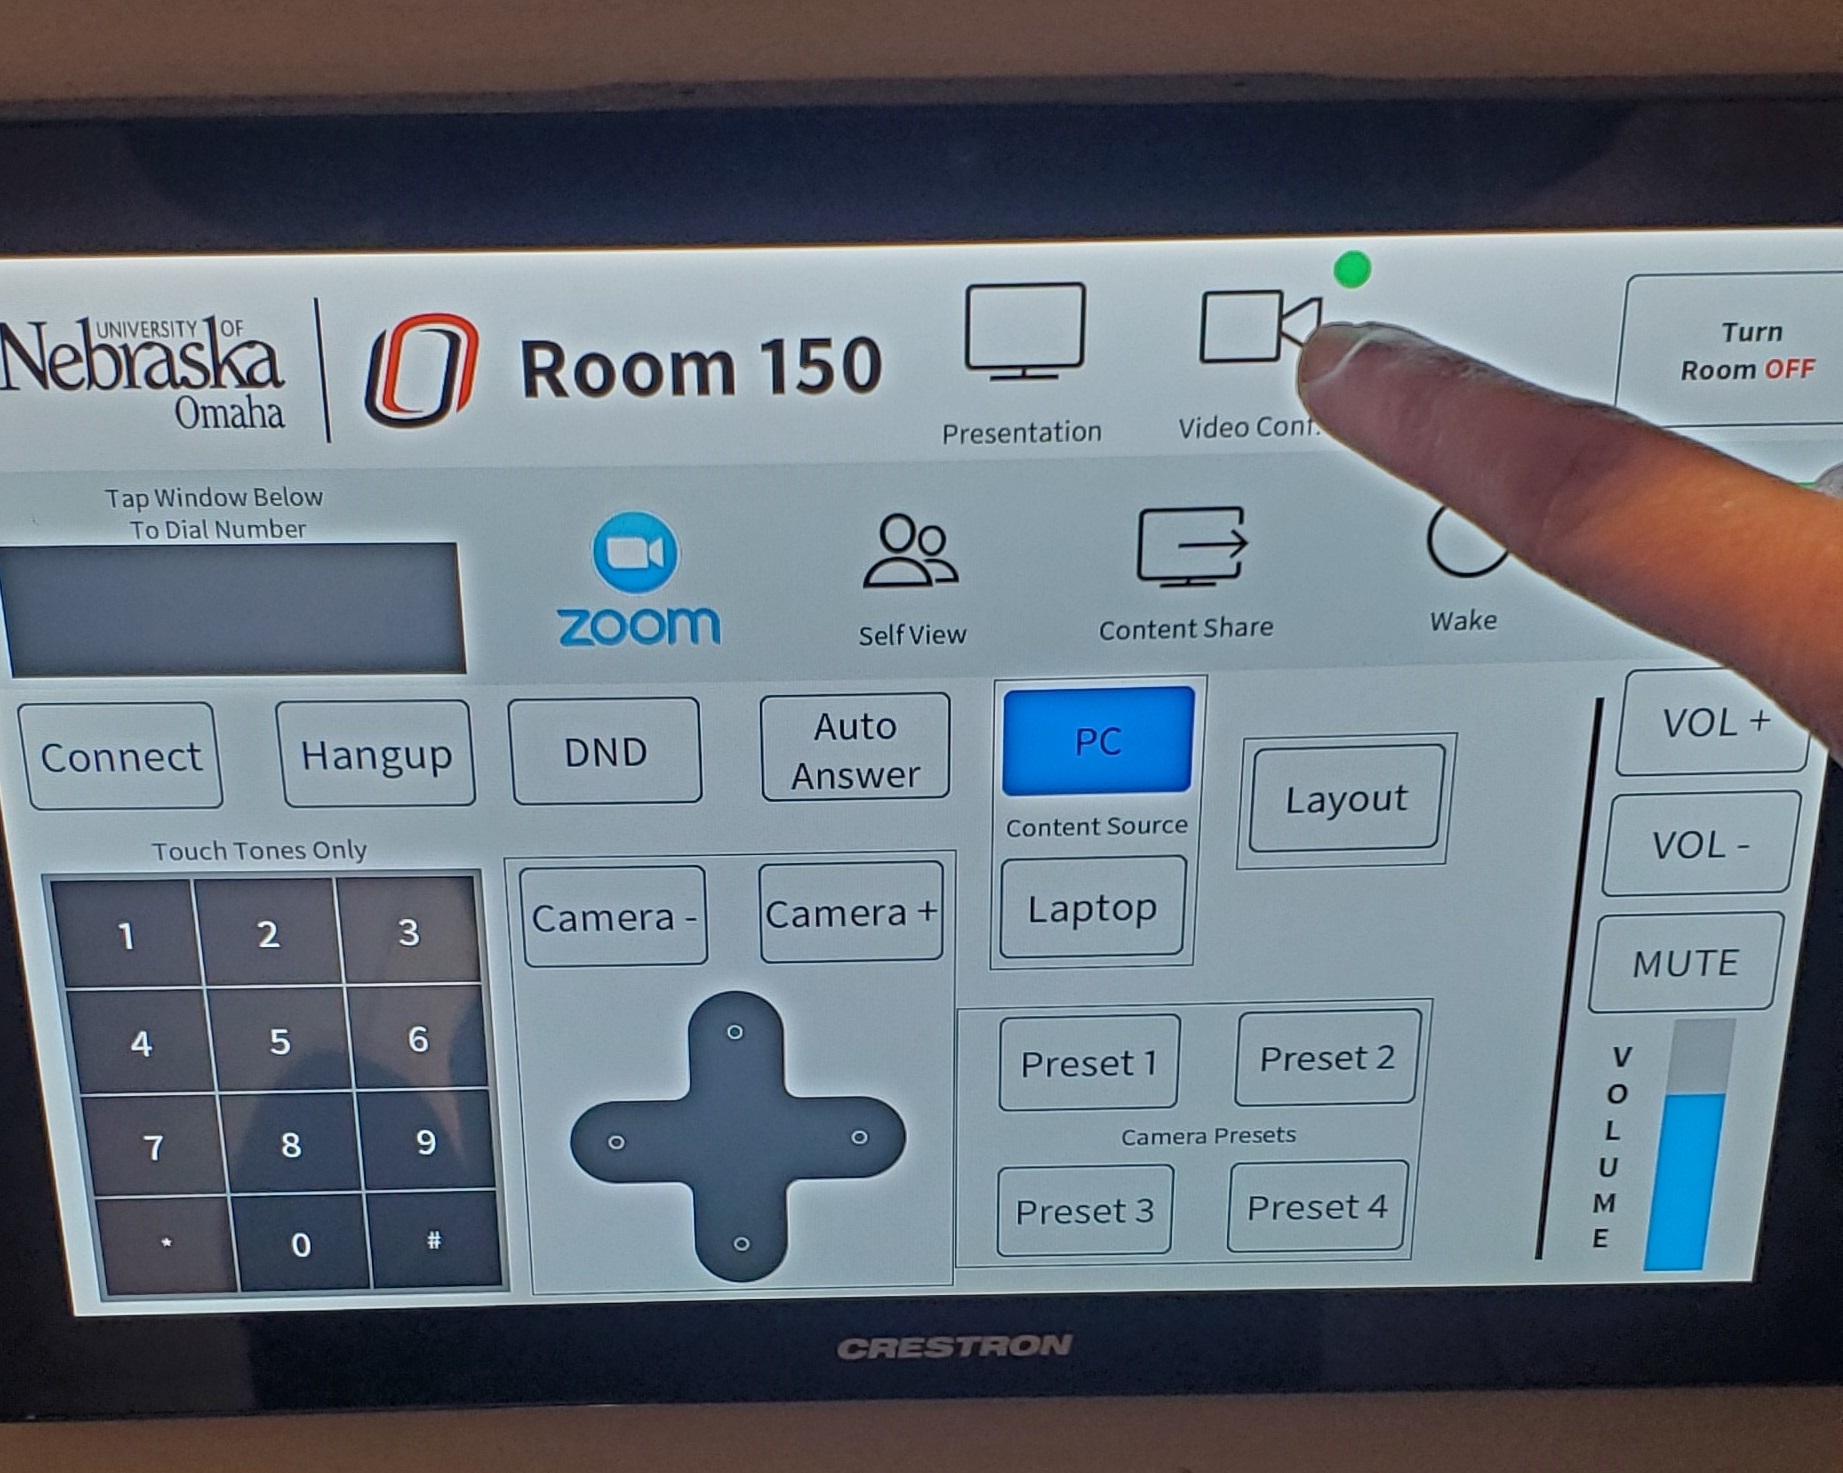 UNIVERSITY OF
Nebraska
Omaha
Room 150
Presentation
Video Conf.
Turn
Room OFF
Tap Window Below
To Dial Number
zoom
Self View
Content Share
Wake
Connect
Hangup
DND
Auto
Answer
PC
Content Source
Laptop
Layout
VOL +
VOL -
MUTE
VOLUME
Touch Tones Only
1 2 3
4 5 6
7 8 9
* 0 #
Camera -
Camera +
Preset 1
Preset 2
Camera Presets
Preset 3
Preset 4
CRESTRON